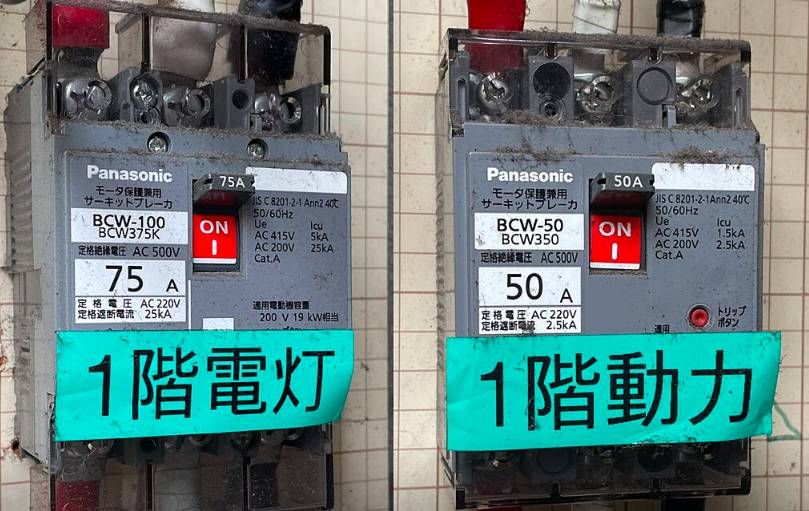 75A
Panasonic
モータ保護兼用
サーキットブレーカ
BCW-100
BCW375K
定格絶縁電圧 AC 500V
75 A
定格電圧 AC 220V
定格遮断電流 25kA
ON
I
JIS C 8201-2-1 Ann2 40℃
50/60Hz
Ue Icu
AC 415V 5kA
AC 200V 25kA
Cat.A
適用電動機容量
200 V 19 kW相当
1階電灯
50A
Panasonic
モータ保護兼用
サーキットブレーカ
BCW-50
BCW350
定格絶縁電圧 AC 500V
50 A
定格電圧 AC 220V
定格遮断電流 2.5kA
ON
I
JIS C 8201-2-1 Ann2 40℃
50/60Hz
Ue Icu
AC 415V 1.5kA
AC 200V 2.5kA
Cat.A
トリップ
ボタン
適用
1階動力